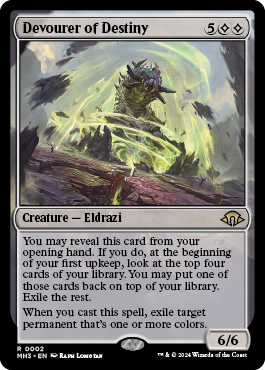 Devourer of Destiny 5
Creature — Eldrazi
You may reveal this card from your
opening hand. If you do, at the beginning
of your first upkeep, look at the top four
cards of your library. You may put one of
those cards back on top of your library.
Exile the rest.
When you cast this spell, exile target
permanent that's one or more colors.
6/6
R 0002
MH3 • EN Raph Lomotan
™ & © 2024 Wizards of the Coast